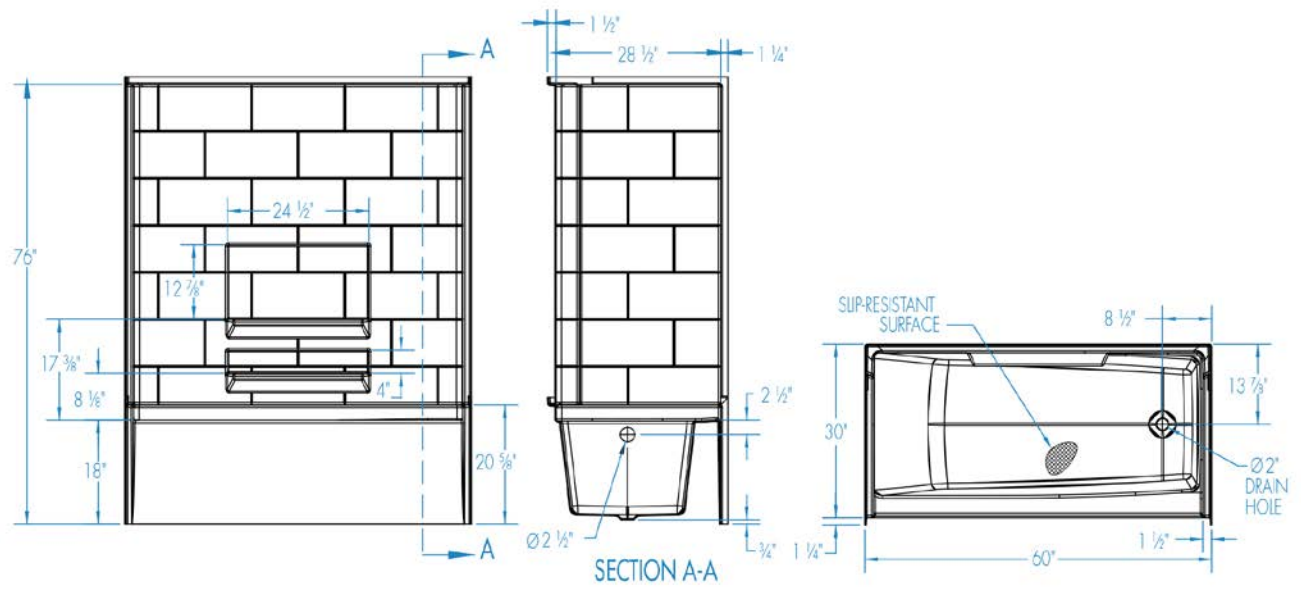 1 ½"
A
28 ½"
1 ¼"
24 ½"
76"
12 ⅞"
SLIP-RESISTANT
SURFACE
8 ½"
17 ⅜"
4"
8 ⅛"
2 ½"
13 ⅞"
30"
18"
20 ⅝"
Ø 2"
DRAIN
HOLE
Ø 2 ½"
A
¾"
1 ¼"
1 ½"
60"
SECTION A-A